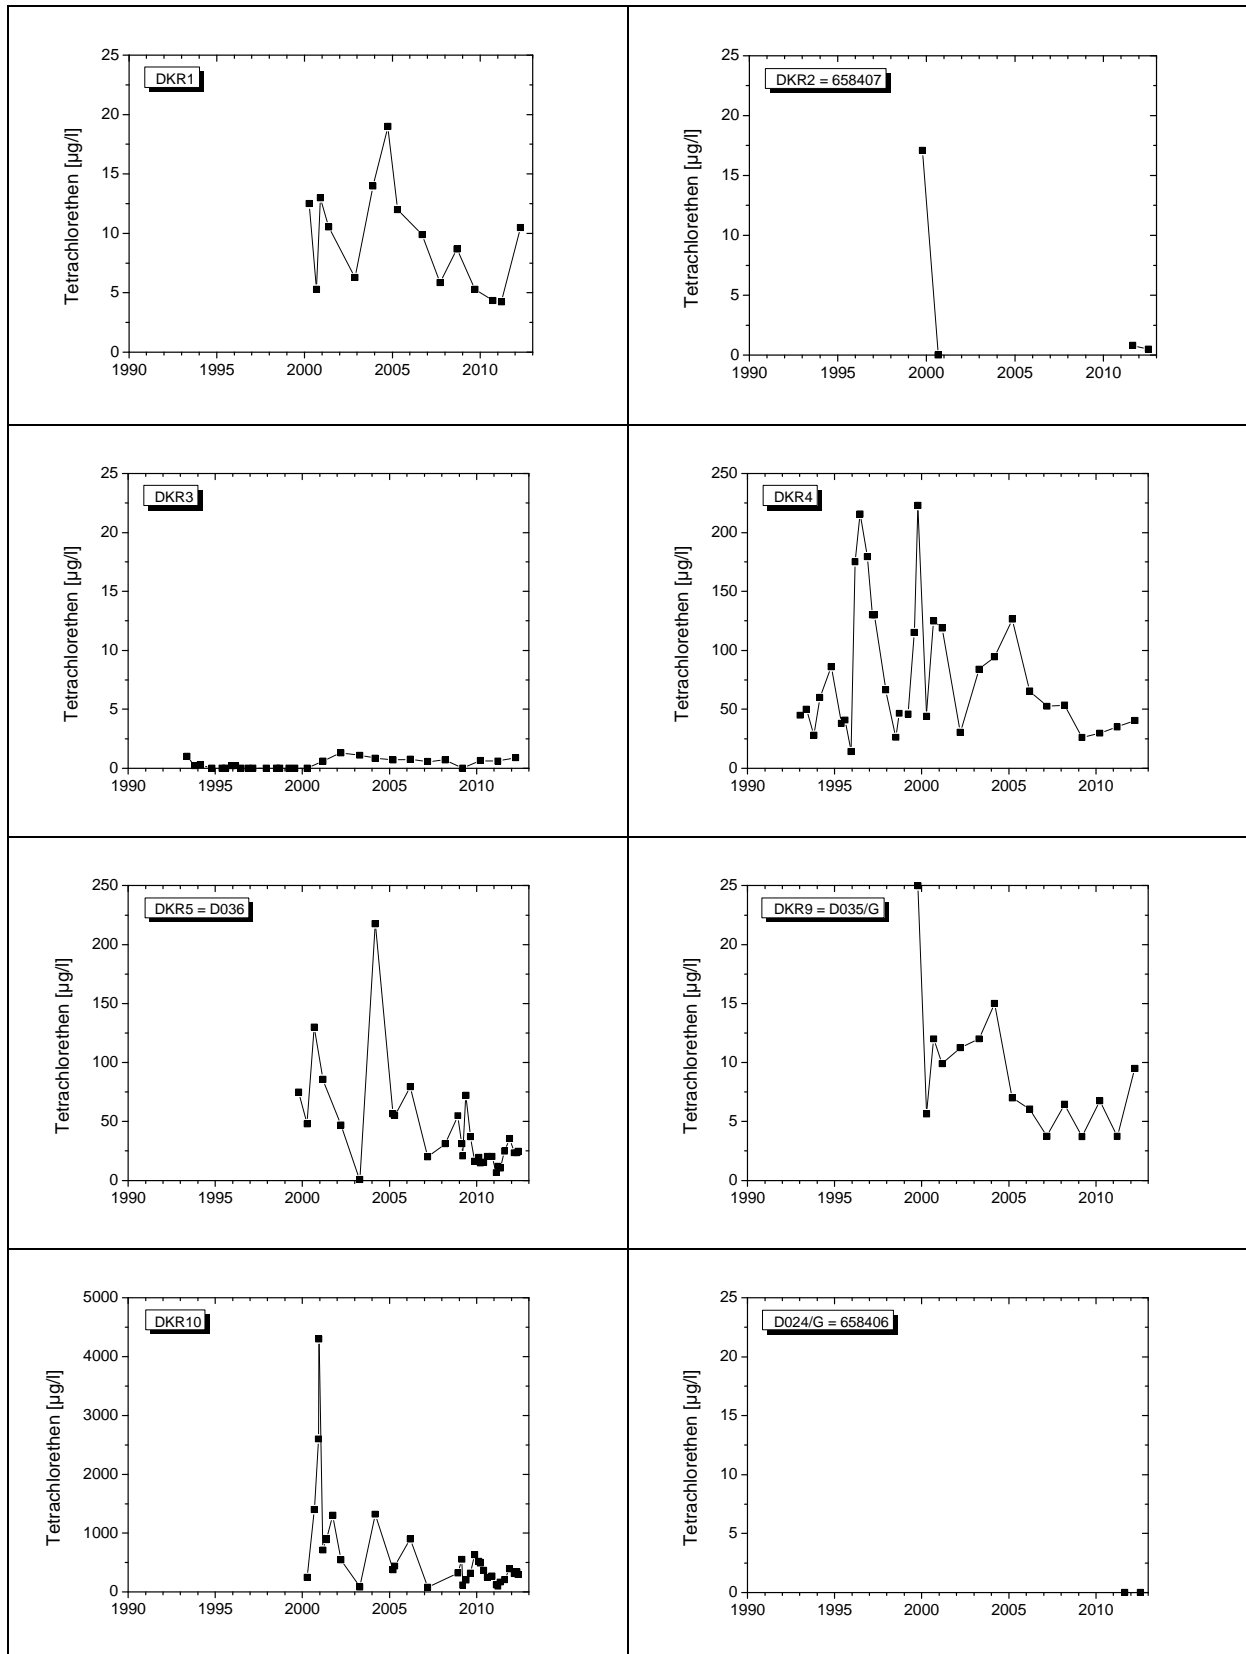 DKR1
Tetrachlorethen [µg/l]
25
20
15
10
5
0
1990 1995 2000 2005 2010
DKR2 = 658407
Tetrachlorethen [µg/l]
25
20
15
10
5
0
1990 1995 2000 2005 2010
DKR3
Tetrachlorethen [µg/l]
25
20
15
10
5
0
1990 1995 2000 2005 2010
DKR4
Tetrachlorethen [µg/l]
250
200
150
100
50
0
1990 1995 2000 2005 2010
DKR5 = D036
Tetrachlorethen [µg/l]
250
200
150
100
50
0
1990 1995 2000 2005 2010
DKR9 = D035/G
Tetrachlorethen [µg/l]
25
20
15
10
5
0
1990 1995 2000 2005 2010
DKR10
Tetrachlorethen [µg/l]
5000
4000
3000
2000
1000
0
1990 1995 2000 2005 2010
D024/G = 658406
Tetrachlorethen [µg/l]
25
20
15
10
5
0
1990 1995 2000 2005 2010